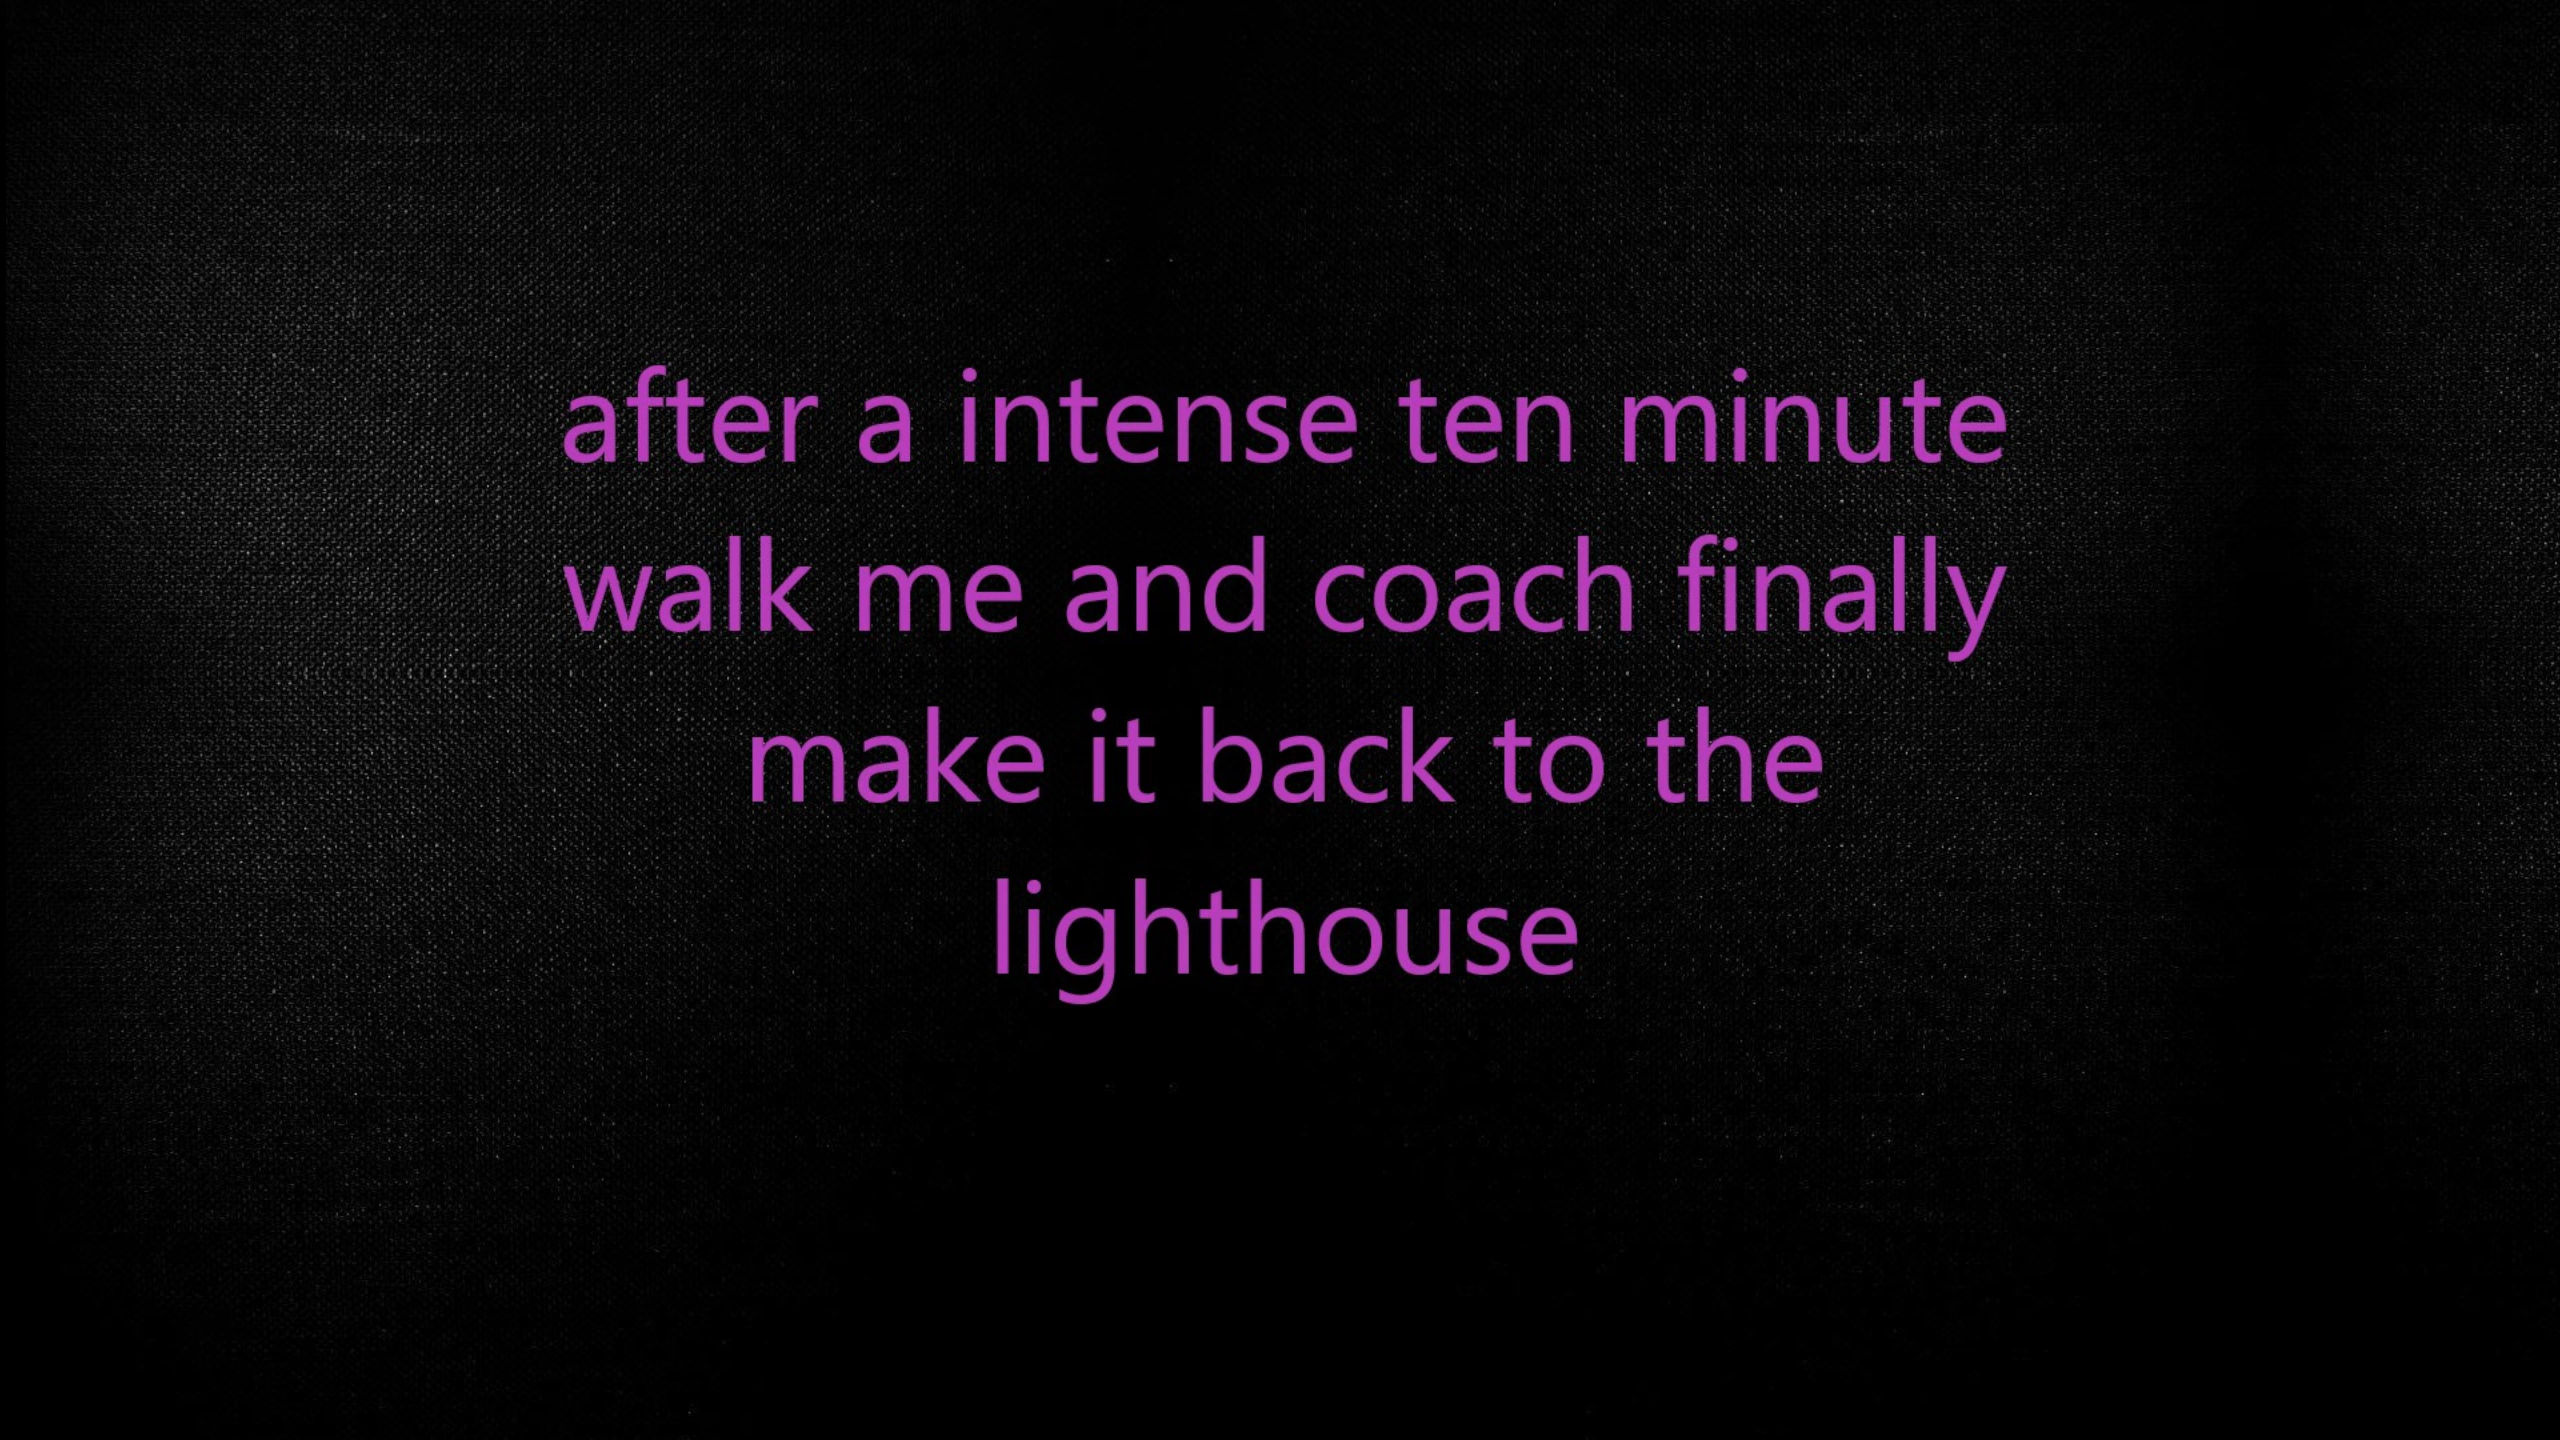 after a intense ten minute
walk me and coach finally
make it back to the
lighthouse